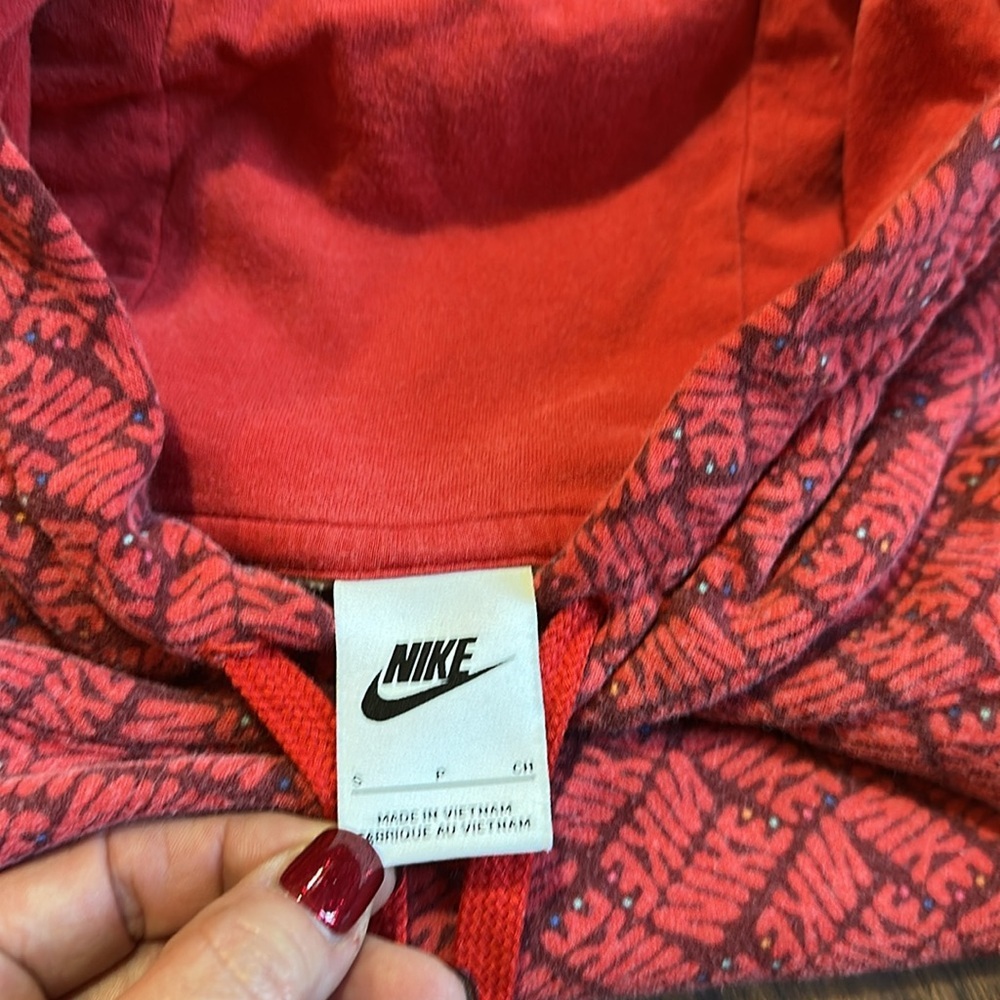 NIKE
S P CH
MADE IN VIETNAM
FABRIQUE AU VIETNAM